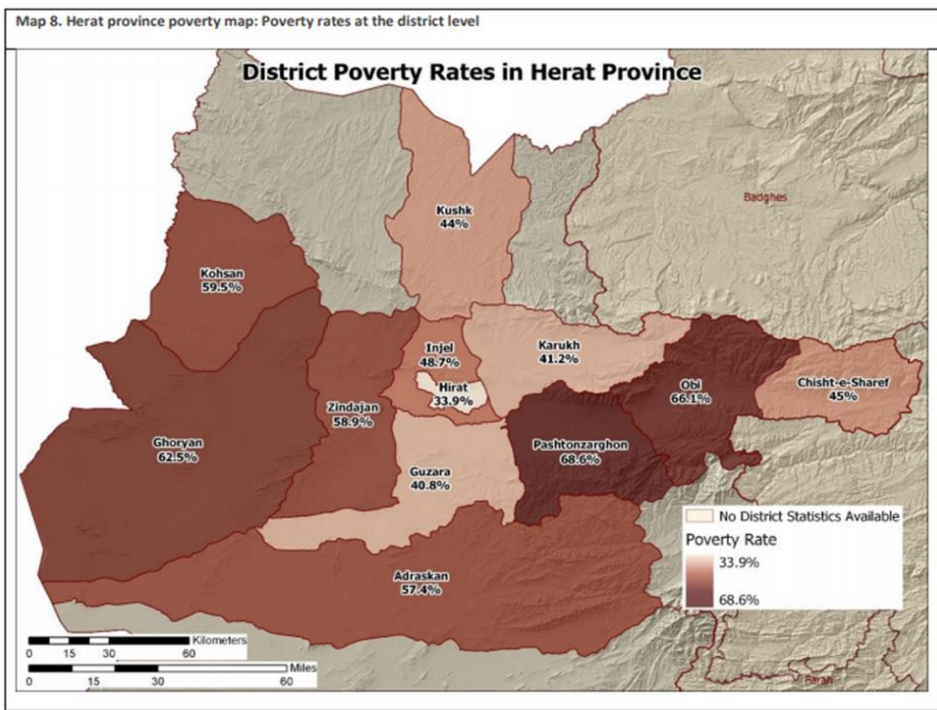 Map 8. Herat province poverty map: Poverty rates at the district level
District Poverty Rates in Herat Province
Badghes
Kushk
44%
Kohsan
59.5%
Injel
48.7%
Karukh
41.2%
Hirat
33.9%
Obi
66.1%
Chisht-e-Sharef
45%
Zindajan
58.9%
Ghoryan
62.5%
Pashtonzarghon
68.6%
Guzara
40.8%
Adraskan
57.4%
No District Statistics Available
Poverty Rate
33.9%
68.6%
Kilometers
0 15 30 60
Miles
0 15 30 60
Farah